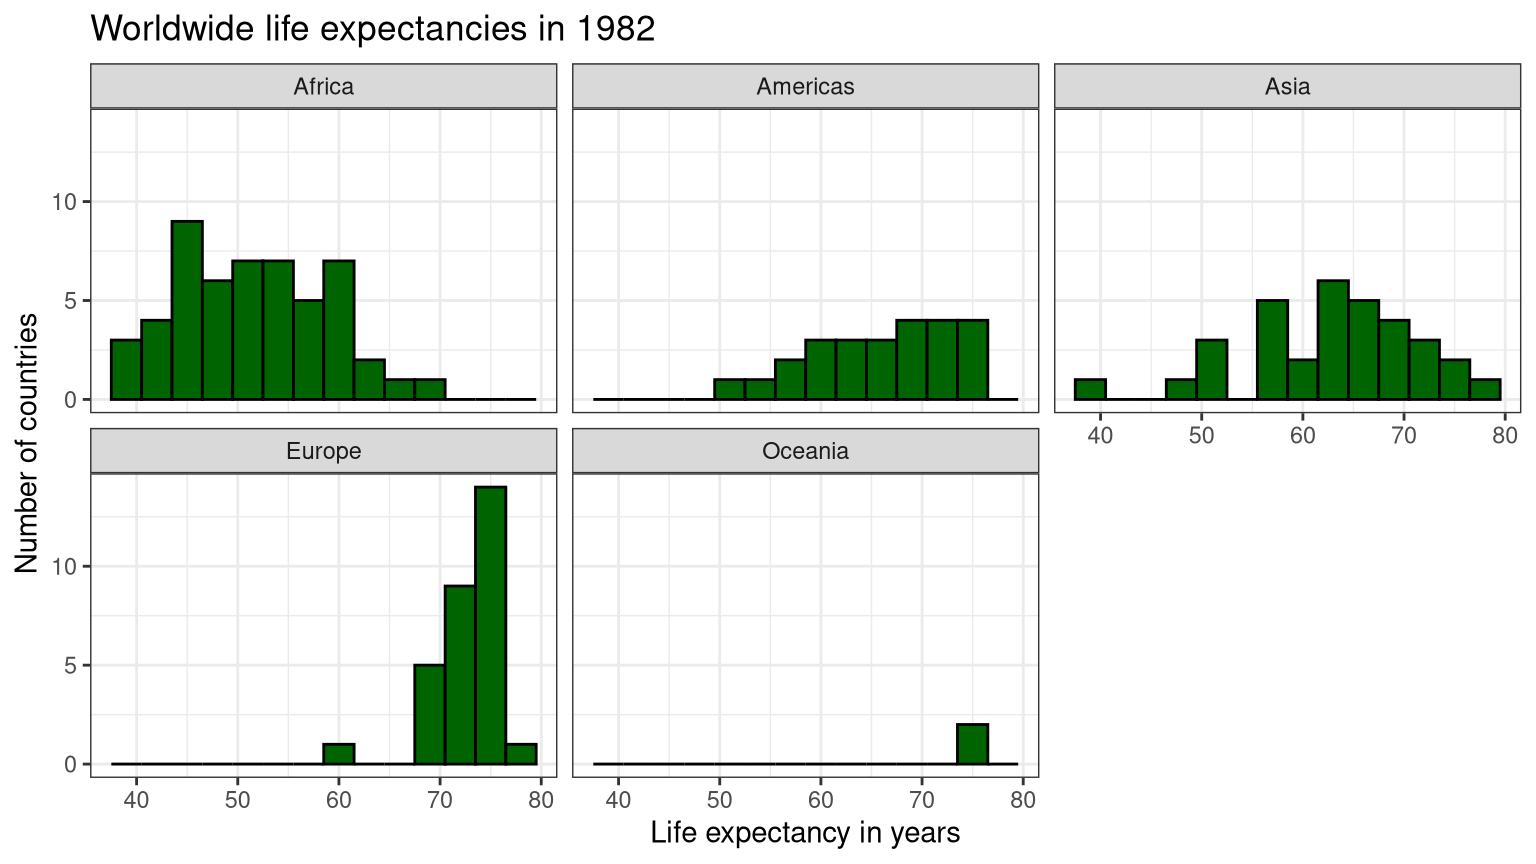 Worldwide life expectancies in 1982
Africa
Americas
Asia
10
5
0
40 50 60 70 80
Europe
Oceania
10
5
0
40 50 60 70 80
40 50 60 70 80
Number of countries
Life expectancy in years